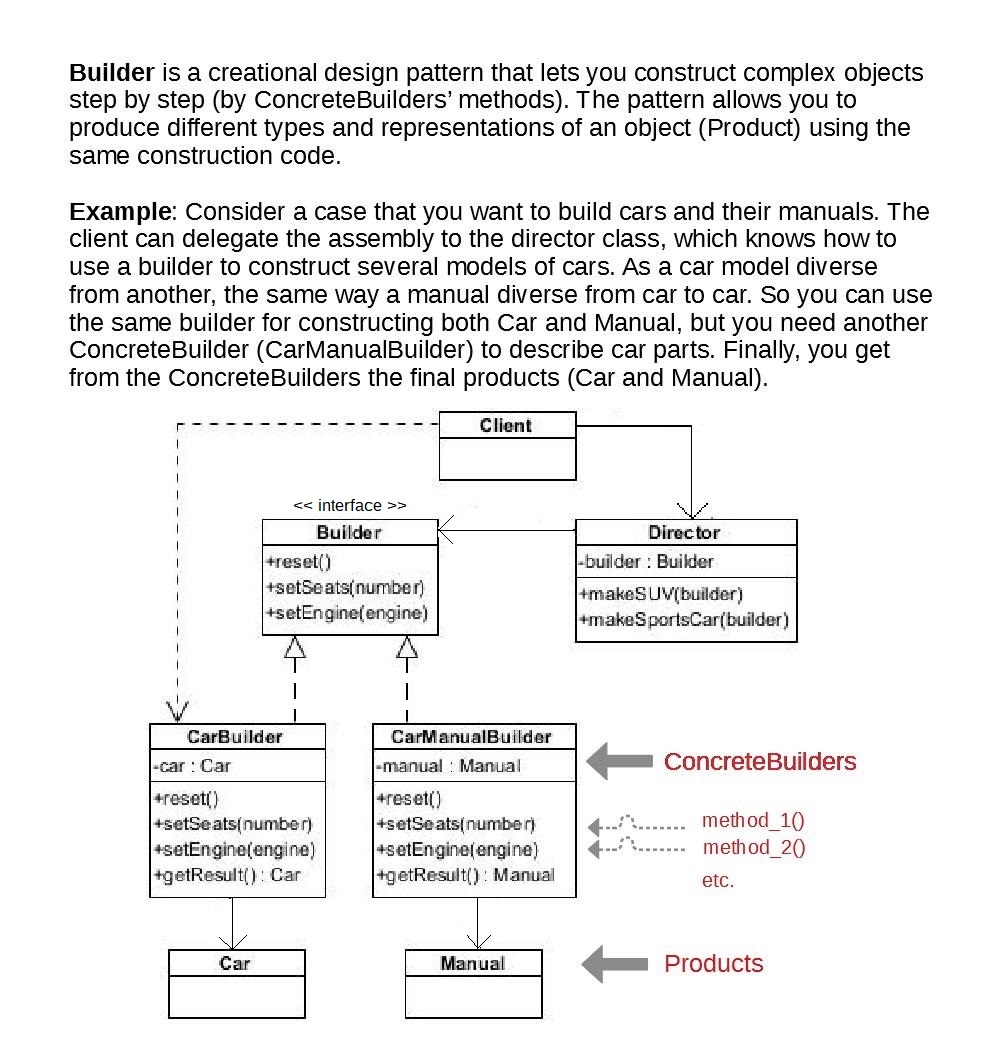 Builder is a creational design pattern that lets you construct complex objects
step by step (by ConcreteBuilders’ methods). The pattern allows you to
produce different types and representations of an object (Product) using the
same construction code.
Example: Consider a case that you want to build cars and their manuals. The
client can delegate the assembly to the director class, which knows how to
use a builder to construct several models of cars. As a car model diverse
from another, the same way a manual diverse from car to car. So you can use
the same builder for constructing both Car and Manual, but you need another
ConcreteBuilder (CarManualBuilder) to describe car parts. Finally, you get
from the ConcreteBuilders the final products (Car and Manual).
Client
<< interface >>
Builder
+reset()
+setSeats(number)
+setEngine(engine)
Director
-builder : Builder
+makeSUV(builder)
+makeSportsCar(builder)
CarBuilder
-car : Car
+reset()
+setSeats(number)
+setEngine(engine)
+getResult() : Car
CarManualBuilder
-manual : Manual
+reset()
+setSeats(number)
+setEngine(engine)
+getResult() : Manual
ConcreteBuilders
method_1()
method_2()
etc.
Car
Manual
Products